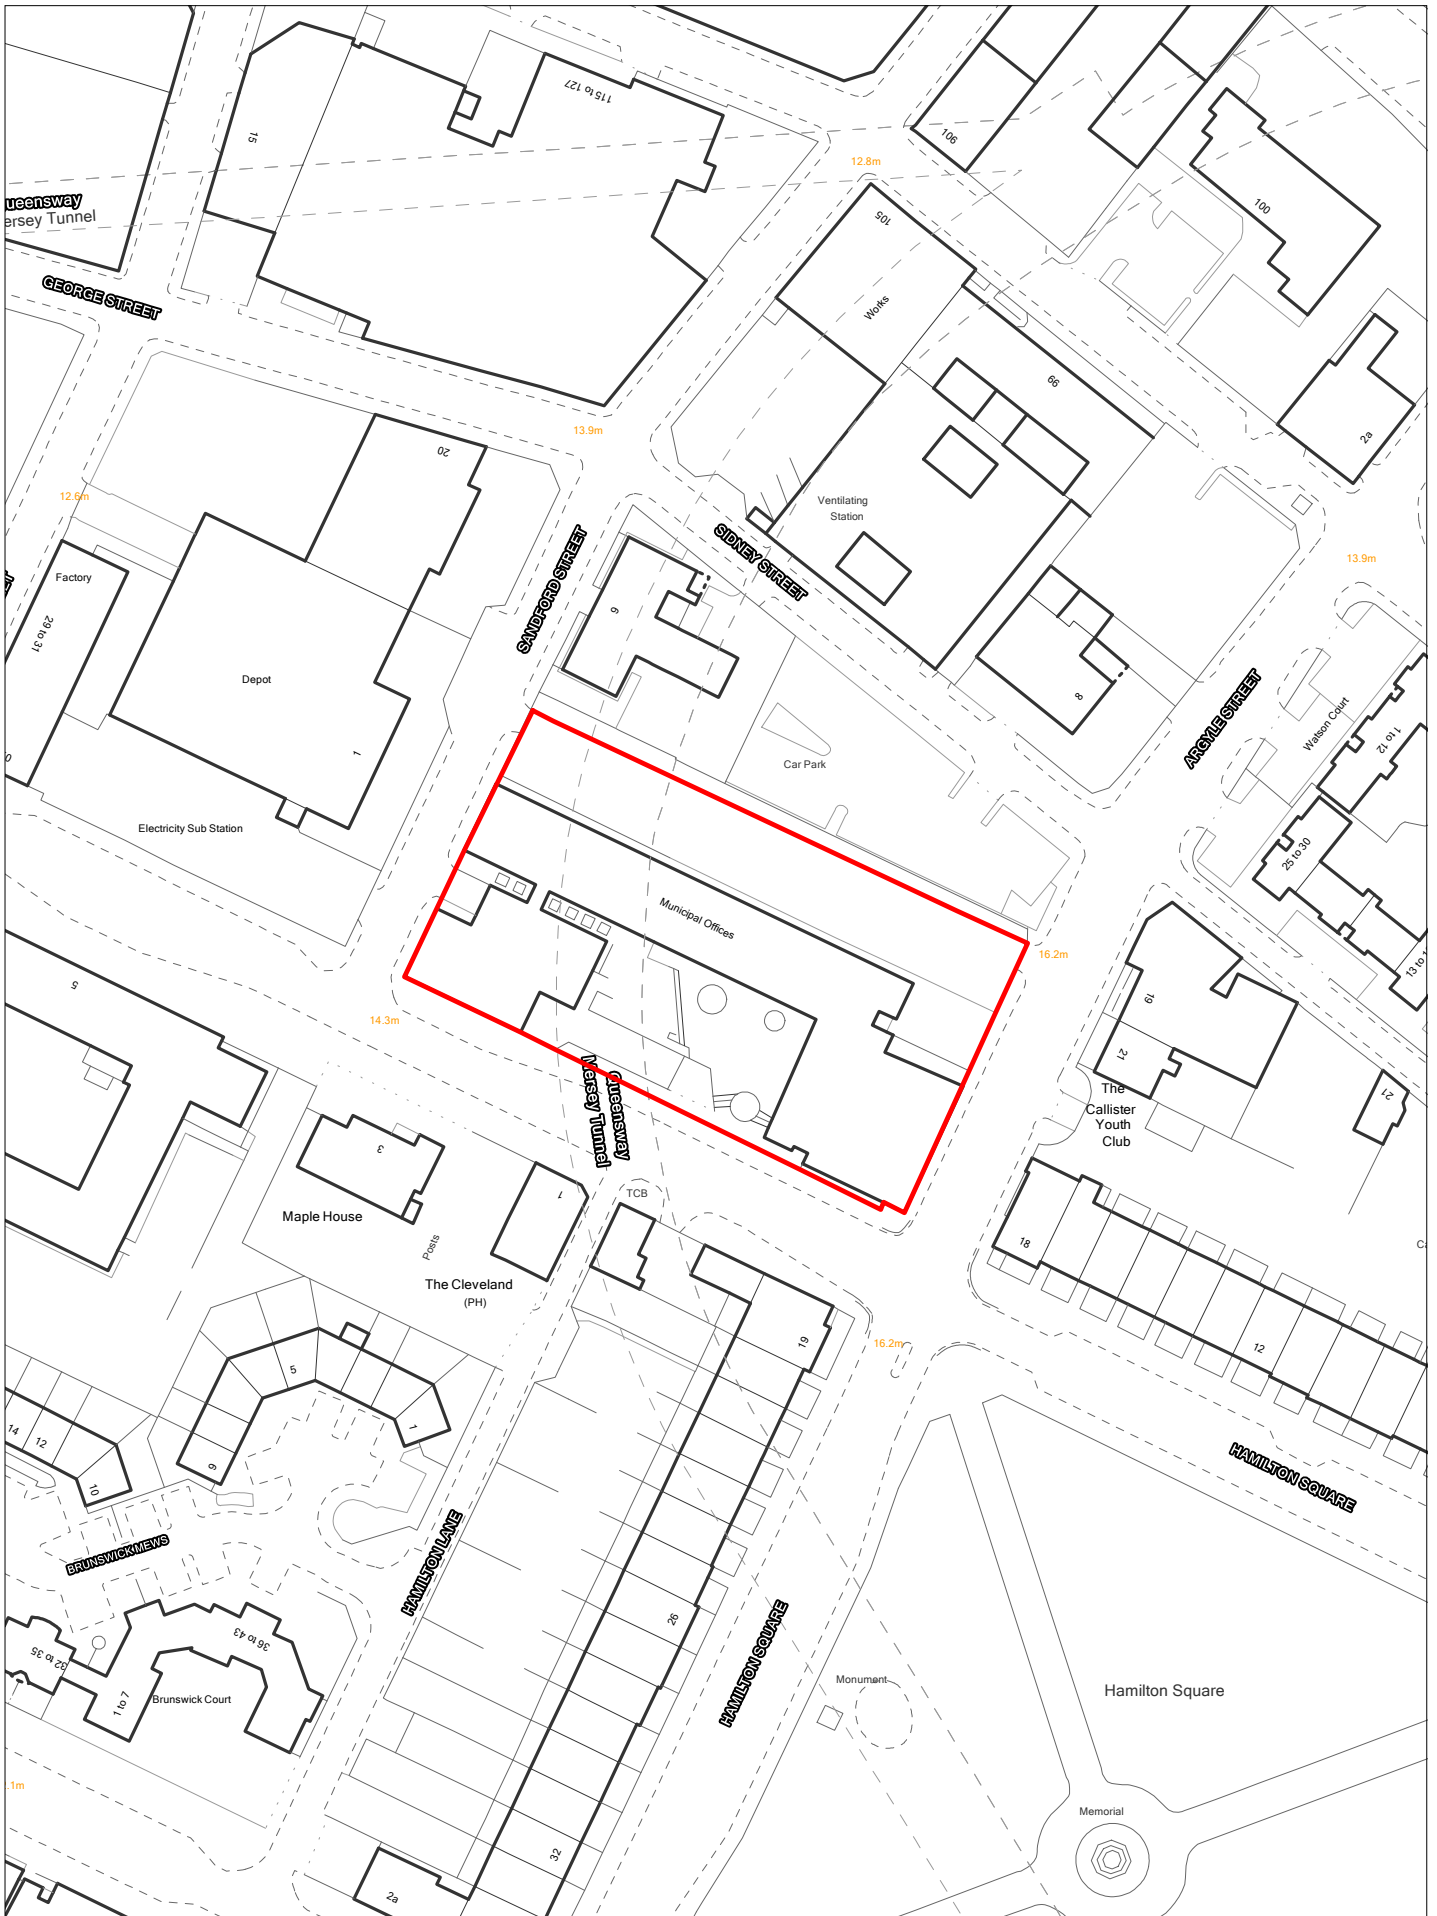 115 to 127
15
106
12.8m
ueensway
ersey Tunnel
105
100
GEORGE STREET
Works
99
13.9m
2a
20
12.6m
Ventilating
Station
SIDNEY STREET
13.9m
Factory
SANDFORD STREET
29 to 31
6
Depot
8
ARGYLE STREET
Watson Court
1 to 12
1
Car Park
Electricity Sub Station
25 to 30
Municipal Offices
16.2m
13 to 1
5
19
14.3m
21
Queensway
Mersey Tunnel
The
Callister
Youth
Club
21
3
1
TCB
Maple House
Posts
18
The Cleveland
(PH)
19
16.2m
12
5
1
14
12
9
10
HAMILTON SQUARE
BRUNSWICK MEWS
HAMILTON LANE
26
36 to 43
32 to 35
HAMILTON SQUARE
1 to 7
Brunswick Court
Monument
Hamilton Square
.1m
Memorial
32
2a